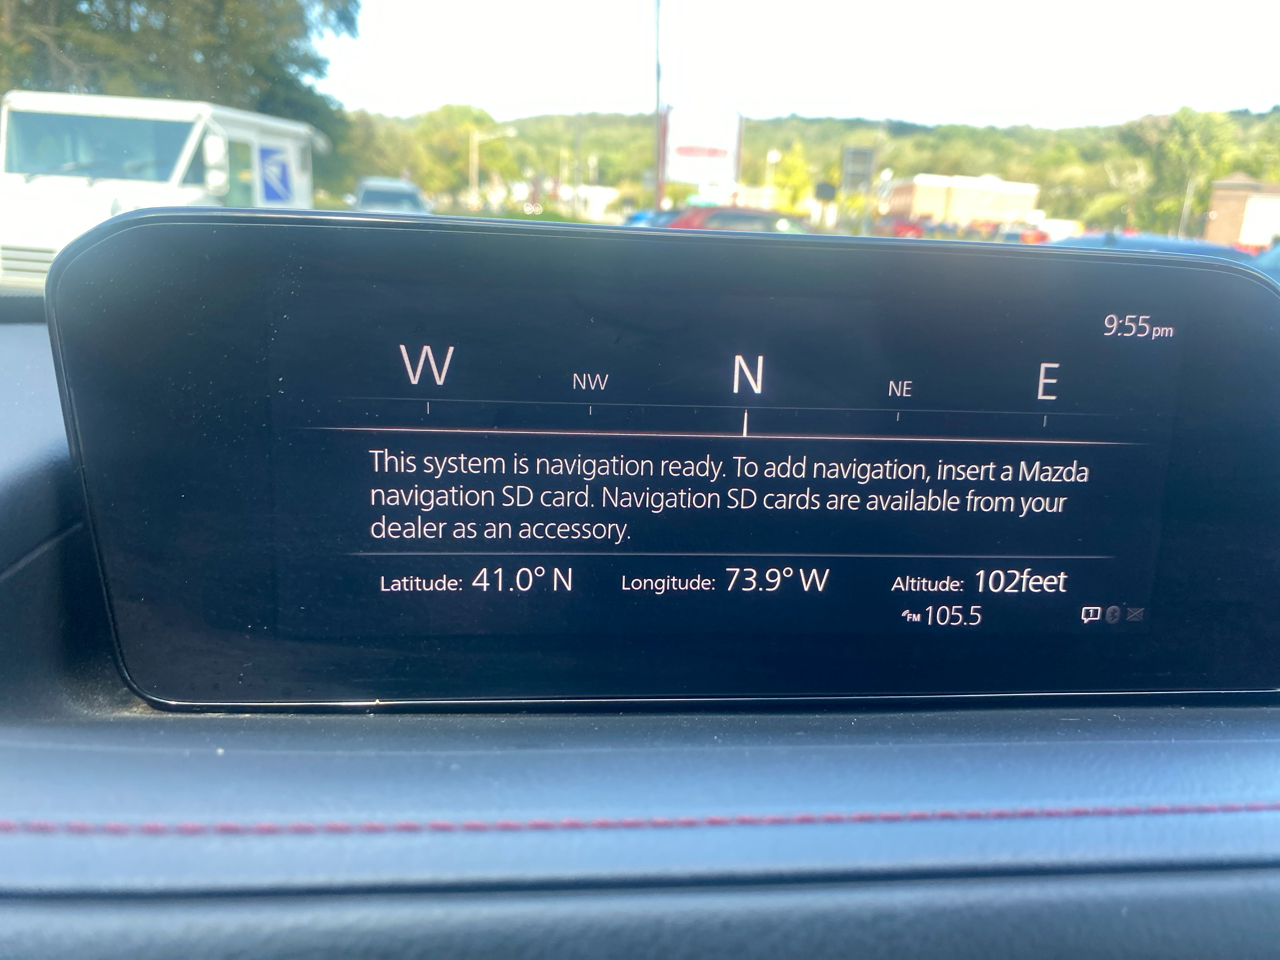 9:55pm
W NW N NE E
This system is navigation ready. To add navigation, insert a Mazda
navigation SD card. Navigation SD cards are available from your
dealer as an accessory.
Latitude: 41.0° N Longitude: 73.9° W Altitude: 102feet
FM 105.5
1